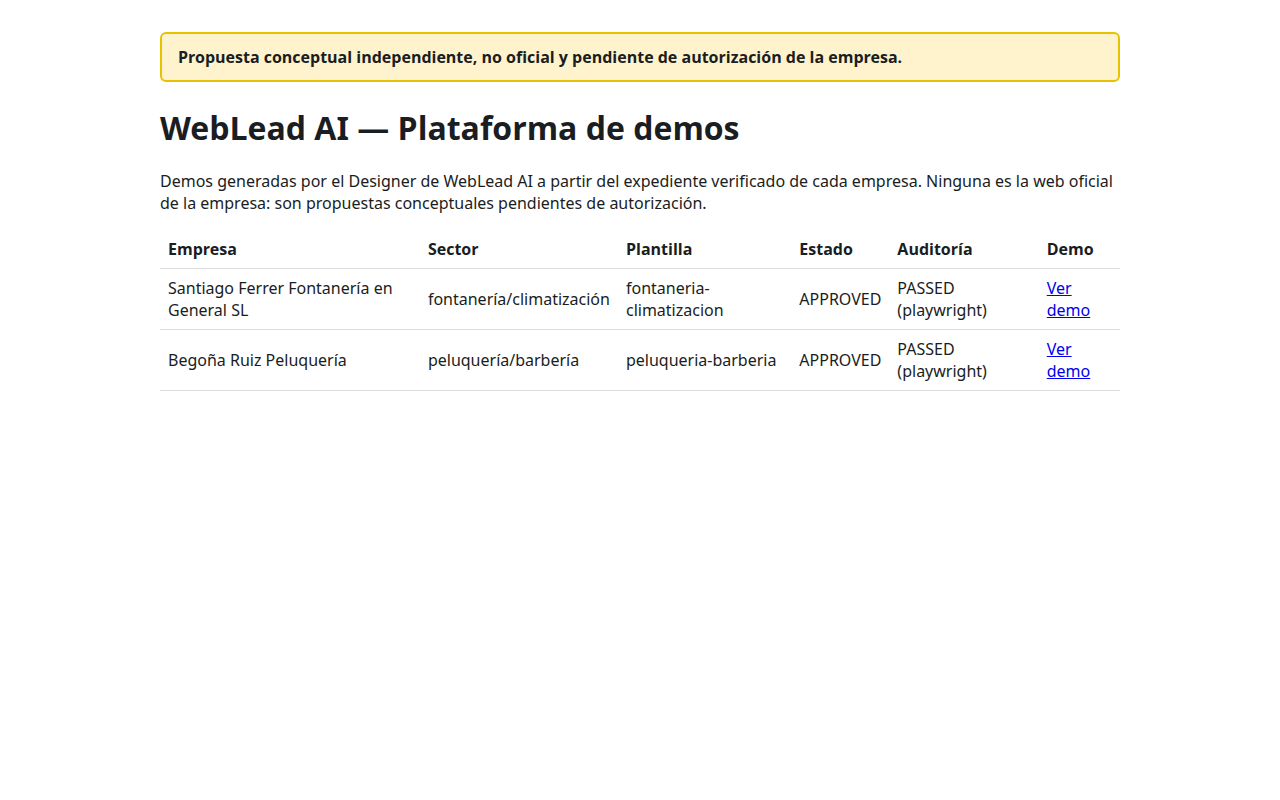 Propuesta conceptual independiente, no oficial y pendiente de autorización de la empresa.
WebLead AI — Plataforma de demos
Demos generadas por el Designer de WebLead AI a partir del expediente verificado de cada empresa. Ninguna es la web oficial
de la empresa: son propuestas conceptuales pendientes de autorización.
Empresa Sector Plantilla Estado Auditoría Demo
Santiago Ferrer Fontanería en
General SL
fontanería/climatización
fontaneria-
climatizacion
APPROVED
PASSED
(playwright)
Ver
demo
Begoña Ruiz Peluquería
peluquería/barbería
peluqueria-barberia
APPROVED
PASSED
(playwright)
Ver
demo